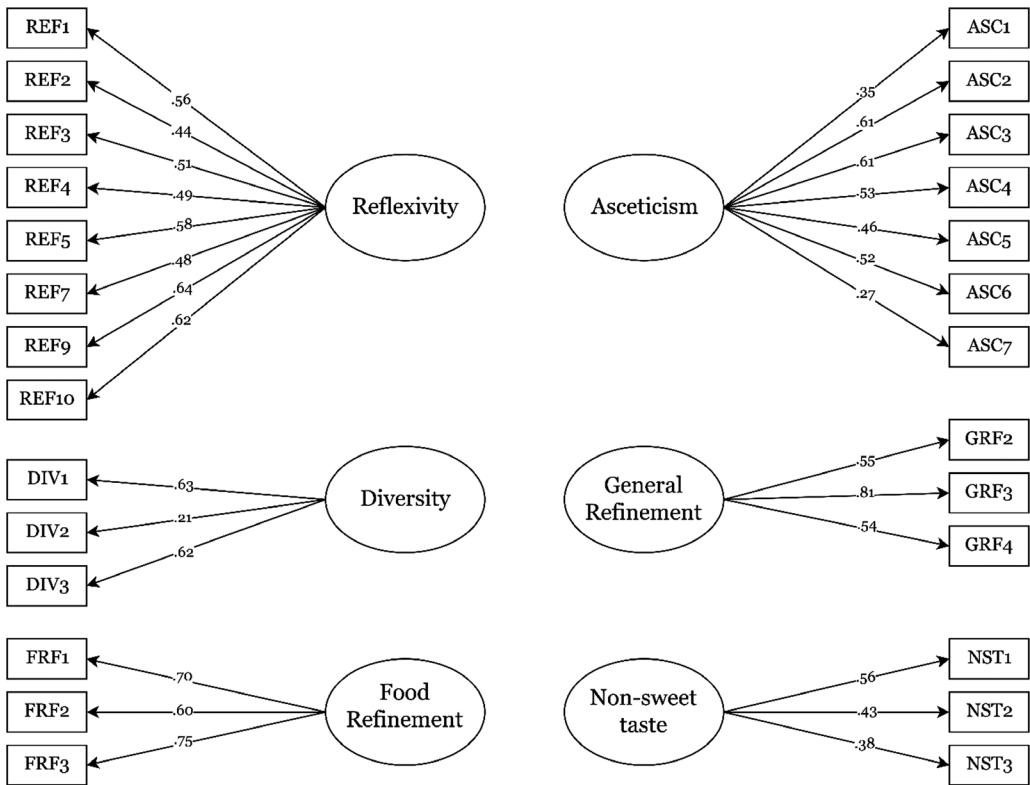 REF1
REF2
REF3
REF4
REF5
REF7
REF9
REF10
.56
.44
.51
.49
.58
.48
.64
.62
Reflexivity
Asceticism
.35
.61
.61
.53
.46
.52
.27
ASC1
ASC2
ASC3
ASC4
ASC5
ASC6
ASC7
DIV1
DIV2
DIV3
.63
.21
.62
Diversity
General
Refinement
.55
.81
.54
GRF2
GRF3
GRF4
FRF1
FRF2
FRF3
.70
.60
.75
Food
Refinement
Non-sweet
taste
.56
.43
.38
NST1
NST2
NST3